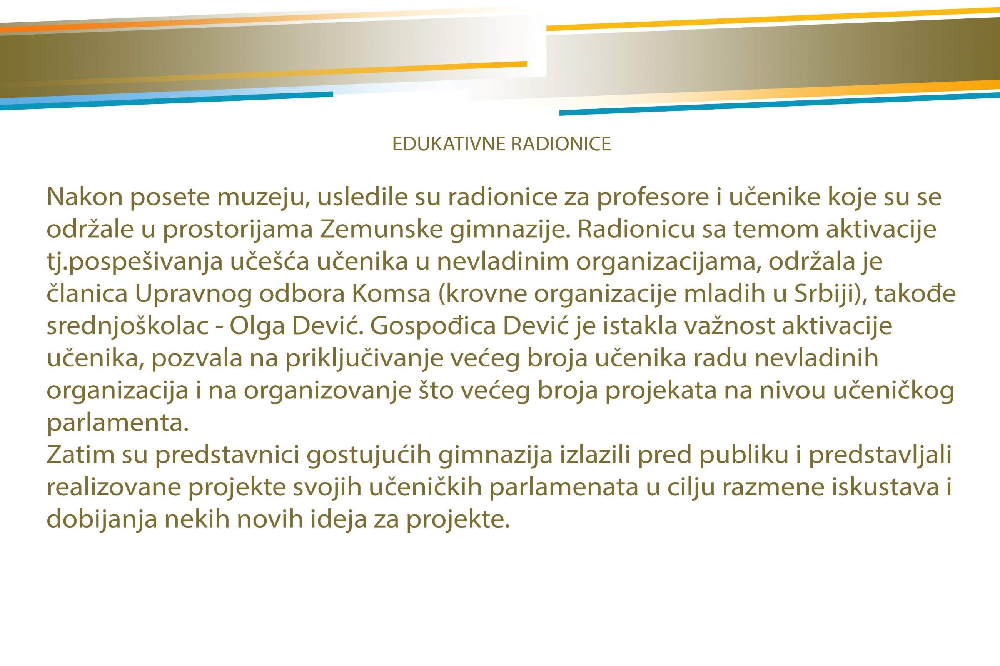 EDUKATIVNE RADIONICE
Nakon posete muzeju, usledile su radionice za profesore i učenike koje su se
održale u prostorijama Zemunske gimnazije. Radionicu sa temom aktivacije
tj.pospešivanja učešća učenika u nevladinim organizacijama, održala je
članica Upravnog odbora Komsa (krovne organizacije mladih u Srbiji), takođe
srednjoškolac - Olga Dević. Gospođica Dević je istakla važnost aktivacije
učenika, pozvala na priključivanje većeg broja učenika radu nevladinih
organizacija i na organizovanje što većeg broja projekata na nivou učeničkog
parlamenta.
Zatim su predstavnici gostujućih gimnazija izlazili pred publiku i predstavljali
realizovane projekte svojih učeničkih parlamenata u cilju razmene iskustava i
dobijanja nekih novih ideja za projekte.